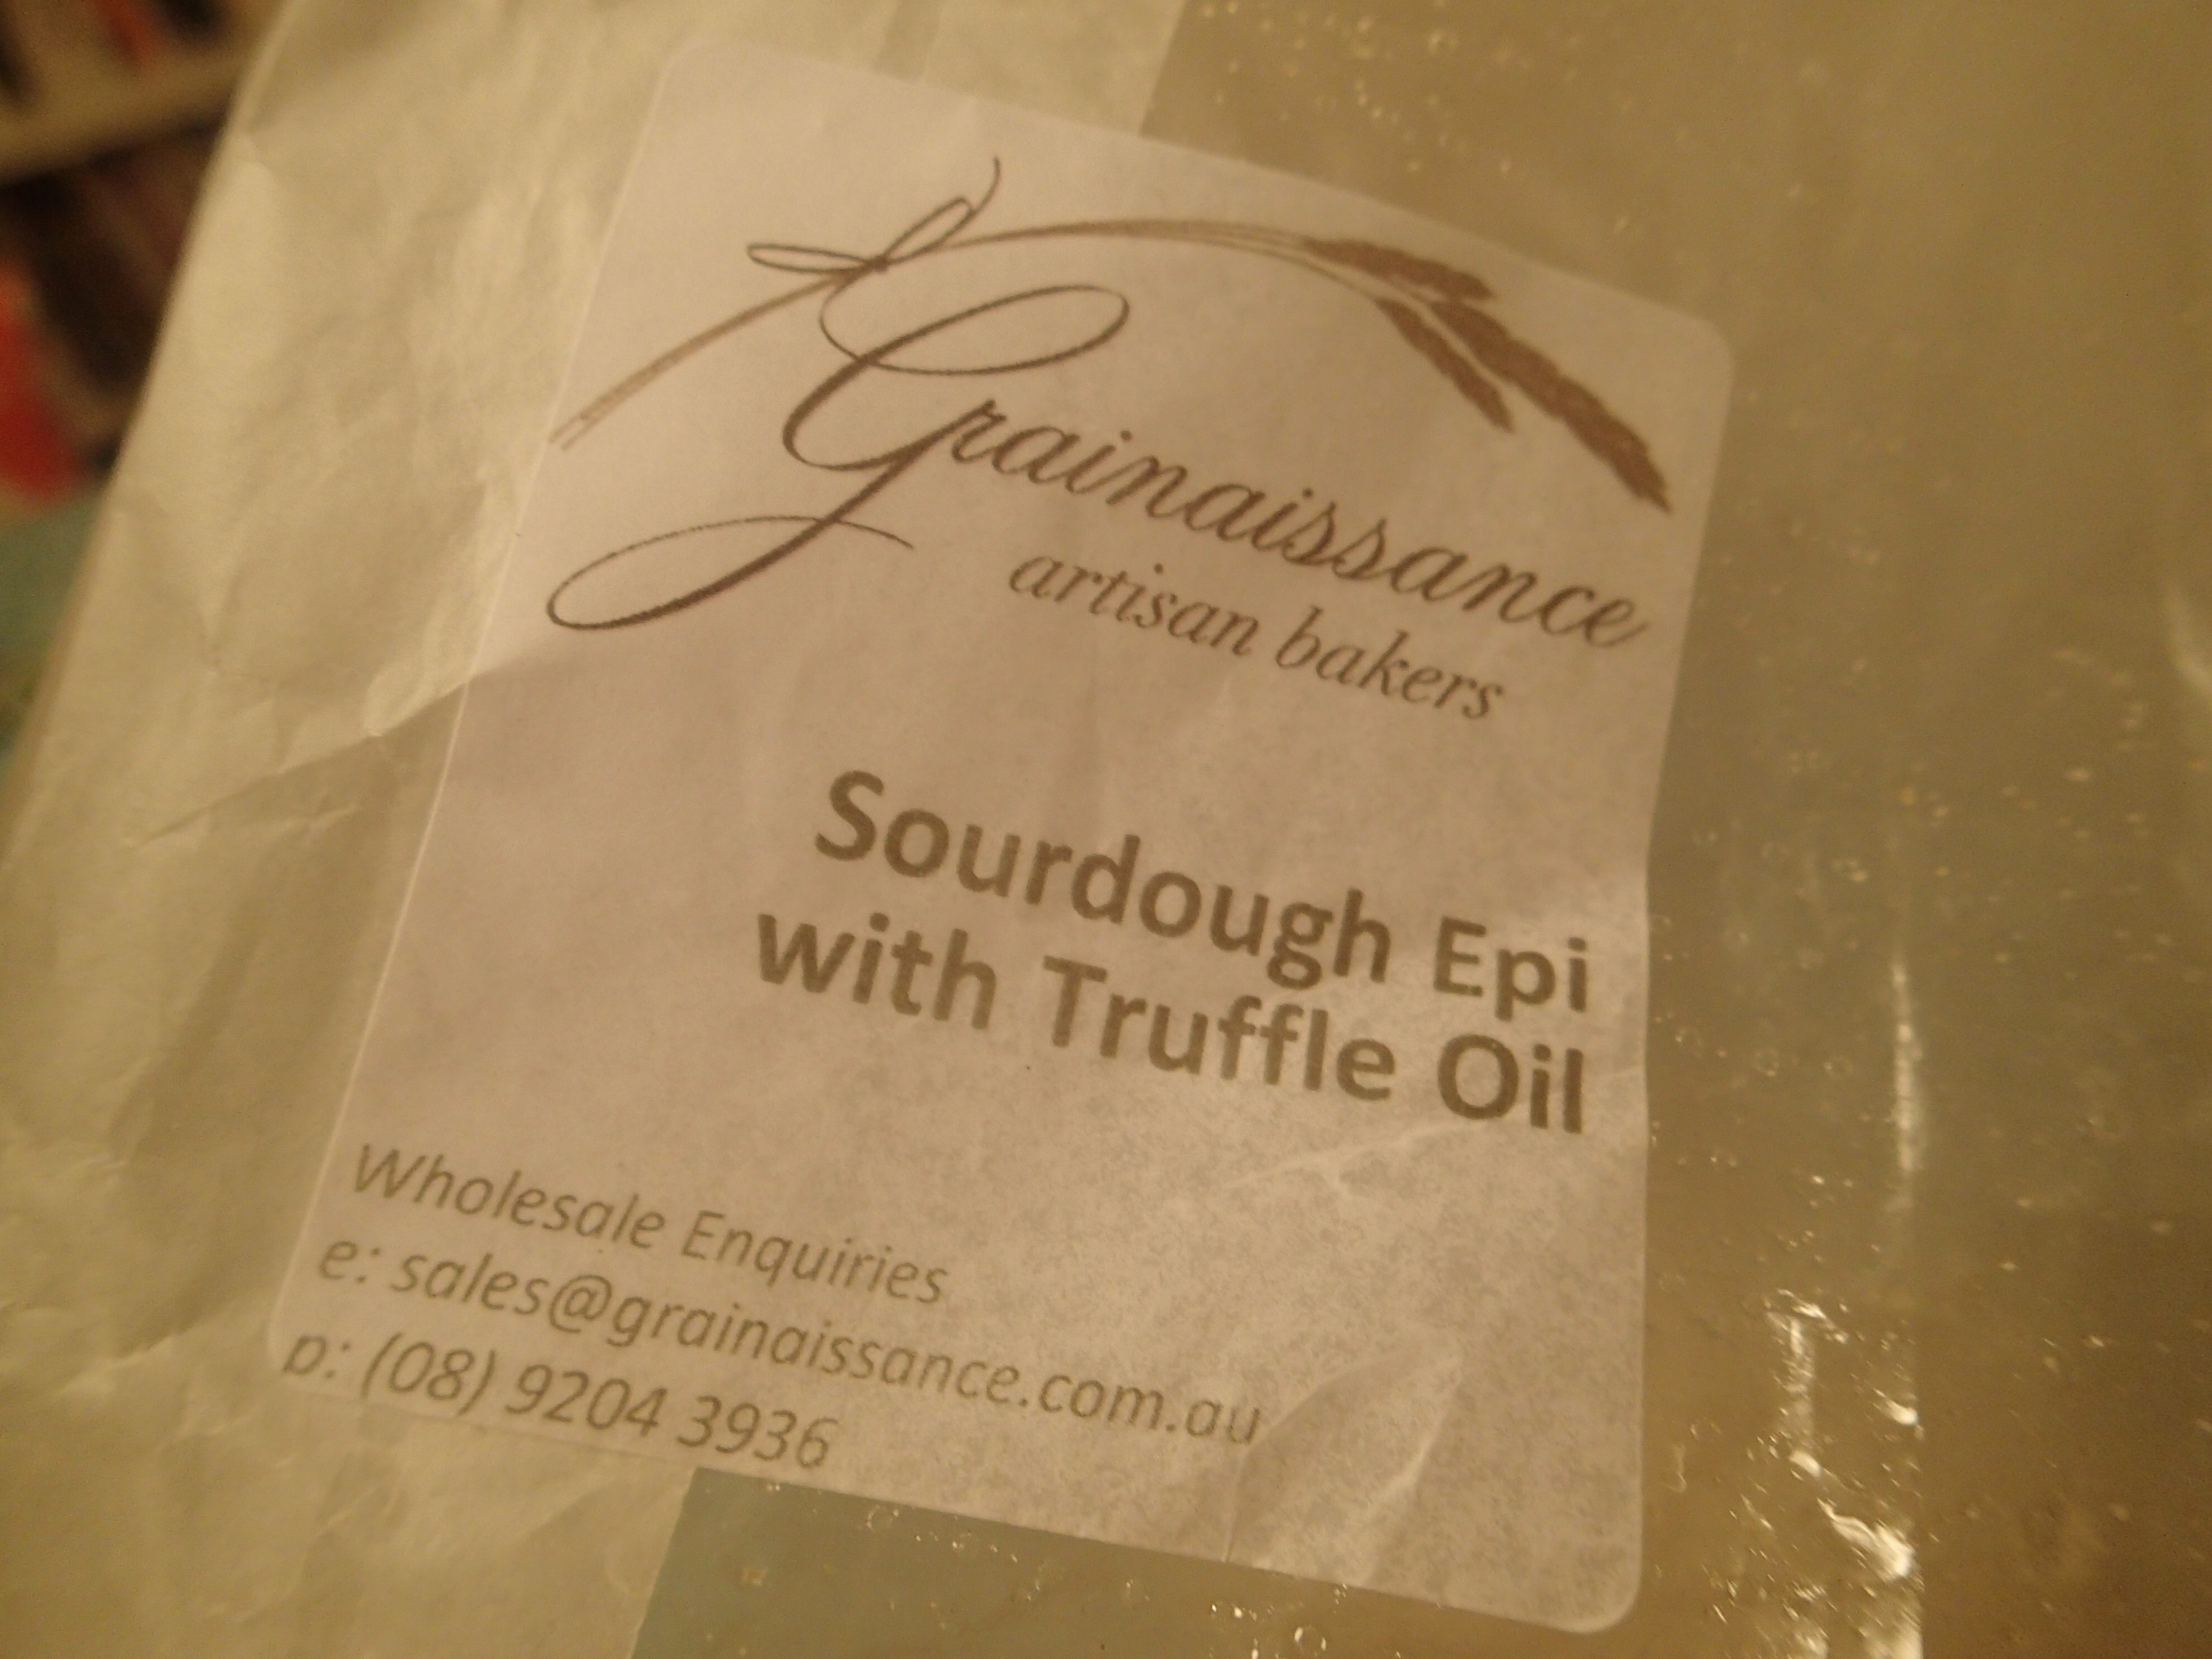 Grainaissance
artisan bakers
Sourdough Epi
with Truffle Oil
Wholesale Enquiries
e: sales@grainaissance.com.au
p: (08) 9204 3936